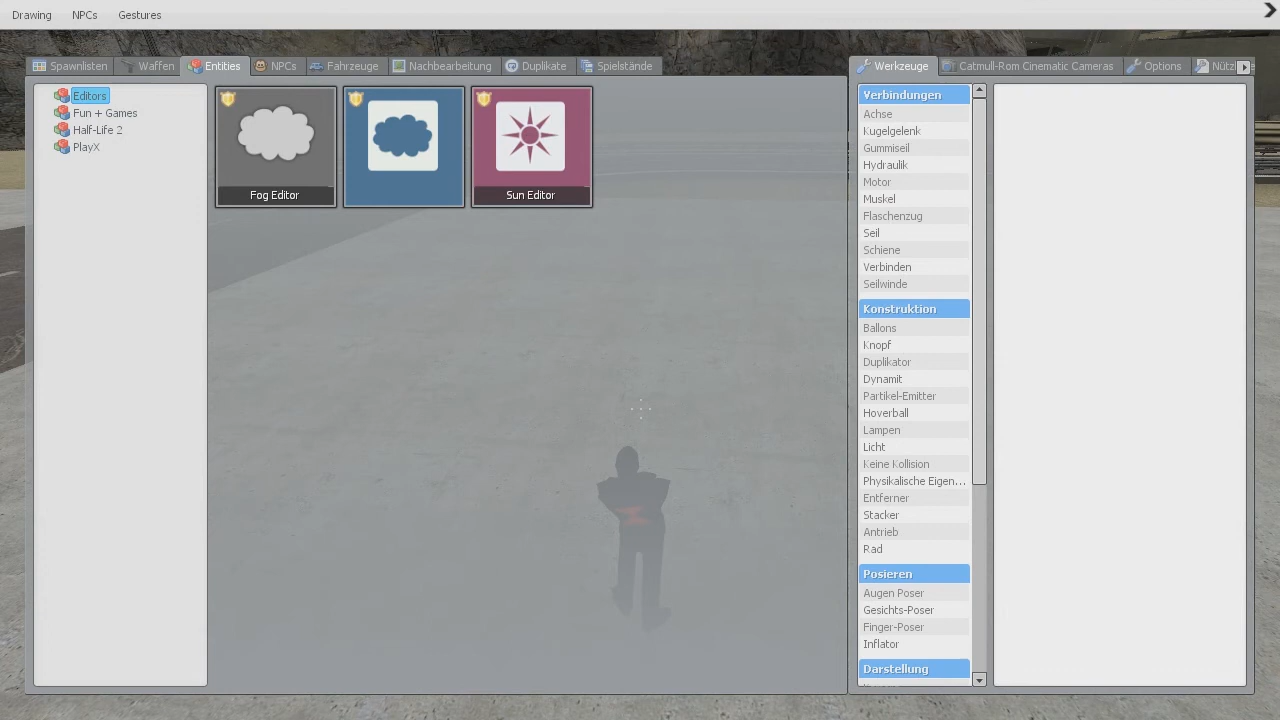 Drawing NPCs Gestures
Spawnlisten Waffen Entities NPCs Fahrzeuge Nachbearbeitung Duplikate Spielstände
Werkzeuge Catmull-Rom Cinematic Cameras Options
Editors
Fun + Games
Half-Life 2
PlayX
Fog Editor
Sun Editor
Verbindungen
Achse
Kugelgelenk
Gummiseil
Hydraulik
Motor
Muskel
Flaschenzug
Seil
Schiene
Verbinden
Seilwinde
Konstruktion
Ballons
Knopf
Duplikator
Dynamit
Partikel-Emitter
Hoverball
Lampen
Licht
Keine Kollision
Physikalische Eigen...
Entferner
Stacker
Antrieb
Rad
Posieren
Augen Poser
Gesichts-Poser
Finger-Poser
Inflator
Darstellung